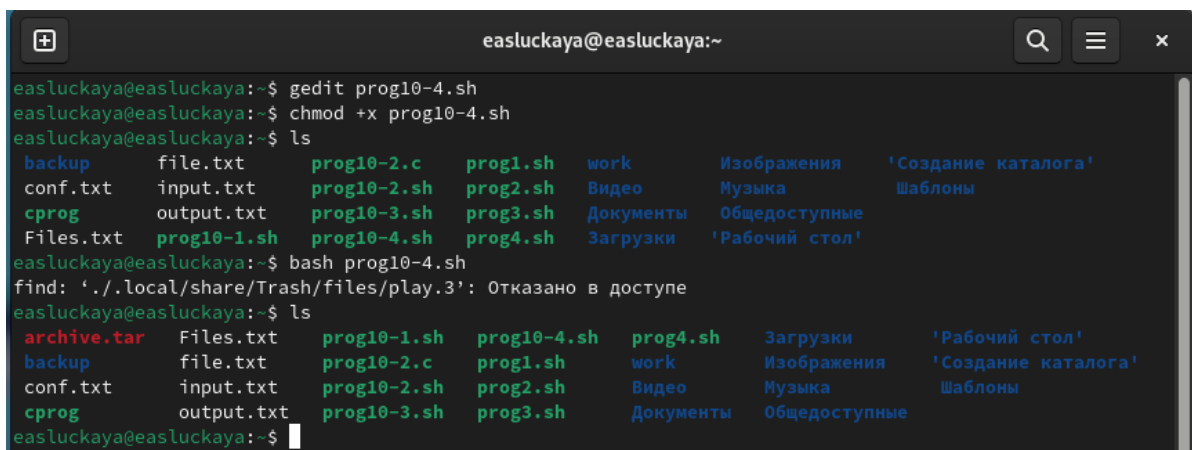 easluckaya@easluckaya:~
easluckaya@easluckaya:~$ gedit prog10-4.sh
easluckaya@easluckaya:~$ chmod +x prog10-4.sh
easluckaya@easluckaya:~$ ls
backup file.txt prog10-2.c prog1.sh work Изображения 'Создание каталога'
conf.txt input.txt prog10-2.sh prog2.sh Видео Музыка Шаблоны
cprog output.txt prog10-3.sh prog3.sh Документы Общедоступные
Files.txt prog10-1.sh prog10-4.sh prog4.sh Загрузки 'Рабочий стол'
easluckaya@easluckaya:~$ bash prog10-4.sh
find: ‘./.local/share/Trash/files/play.3’: Отказано в доступе
easluckaya@easluckaya:~$ ls
archive.tar Files.txt prog10-1.sh prog10-4.sh prog4.sh Загрузки 'Рабочий стол'
backup file.txt prog10-2.c prog1.sh work Изображения 'Создание каталога'
conf.txt input.txt prog10-2.sh prog2.sh Видео Музыка Шаблоны
cprog output.txt prog10-3.sh prog3.sh Документы Общедоступные
easluckaya@easluckaya:~$